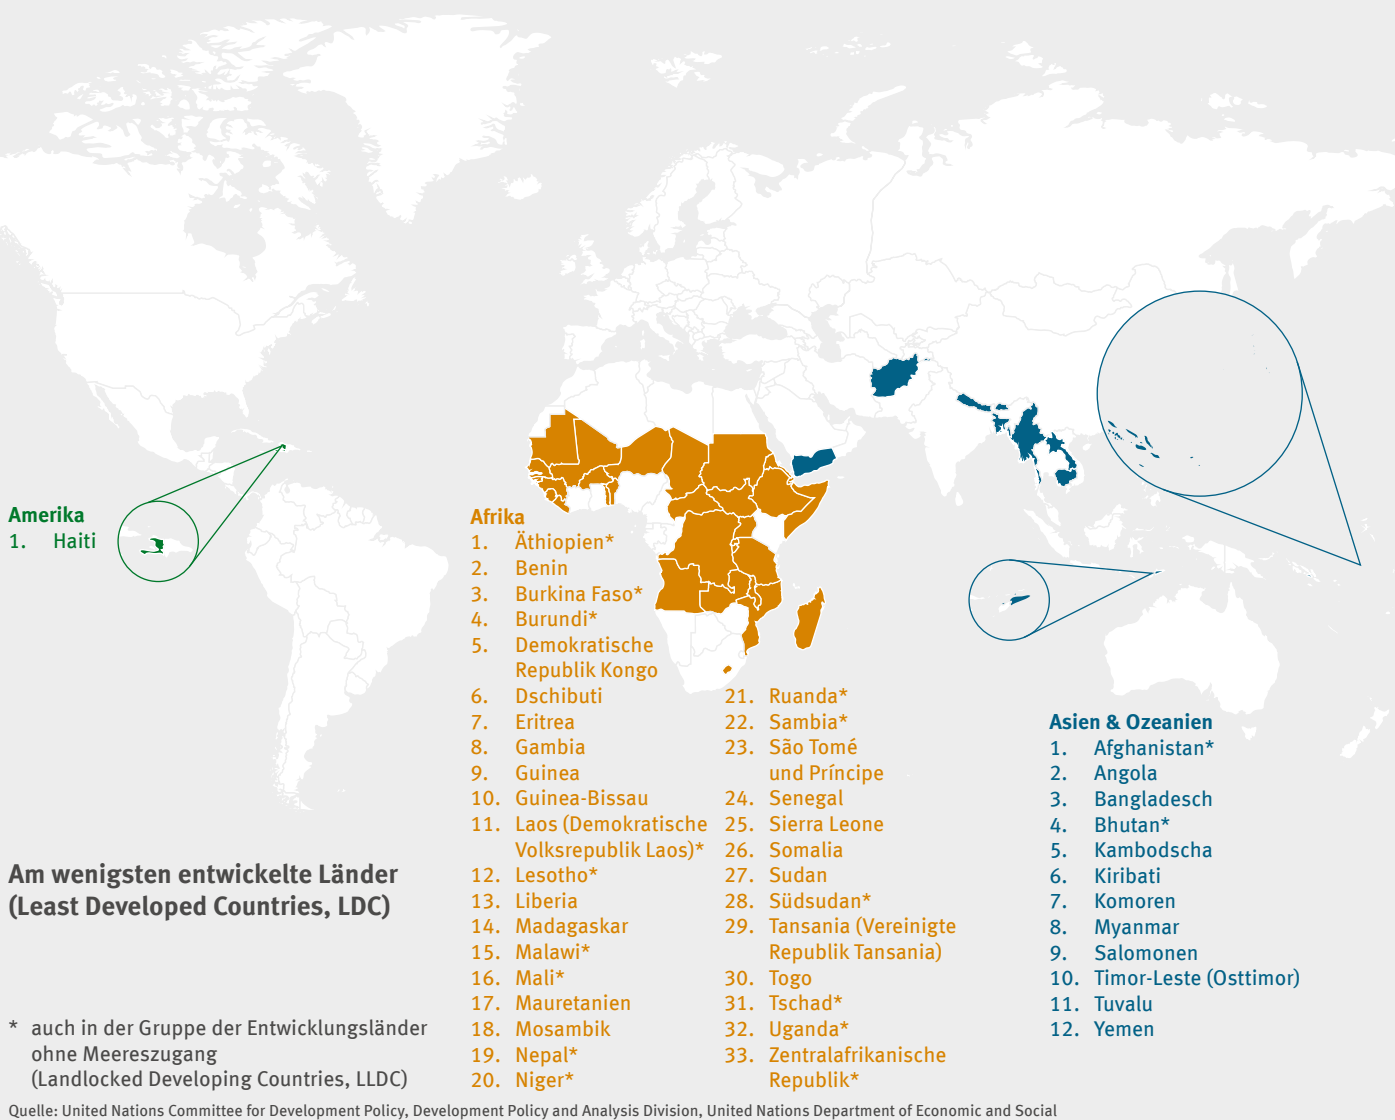 Amerika
1. Haiti
Afrika
1. Äthiopien*
2. Benin
3. Burkina Faso*
4. Burundi*
5. Demokratische
Republik Kongo
6. Dschibuti
7. Eritrea
8. Gambia
9. Guinea
10. Guinea-Bissau
11. Laos (Demokratische
Volksrepublik Laos)*
12. Lesotho*
13. Liberia
14. Madagaskar
15. Malawi*
16. Mali*
17. Mauretanien
18. Mosambik
19. Nepal*
20. Niger*
21. Ruanda*
22. Sambia*
23. São Tomé
und Príncipe
24. Senegal
25. Sierra Leone
26. Somalia
27. Sudan
28. Südsudan*
29. Tansania (Vereinigte
Republik Tansania)
30. Togo
31. Tschad*
32. Uganda*
33. Zentralafrikanische
Republik*
Asien & Ozeanien
1. Afghanistan*
2. Angola
3. Bangladesch
4. Bhutan*
5. Kambodscha
6. Kiribati
7. Komoren
8. Myanmar
9. Salomonen
10. Timor-Leste (Osttimor)
11. Tuvalu
12. Yemen
Am wenigsten entwickelte Länder
(Least Developed Countries, LDC)
* auch in der Gruppe der Entwicklungsländer
ohne Meereszugang
(Landlocked Developing Countries, LLDC)
Quelle: United Nations Committee for Development Policy, Development Policy and Analysis Division, United Nations Department of Economic and Social